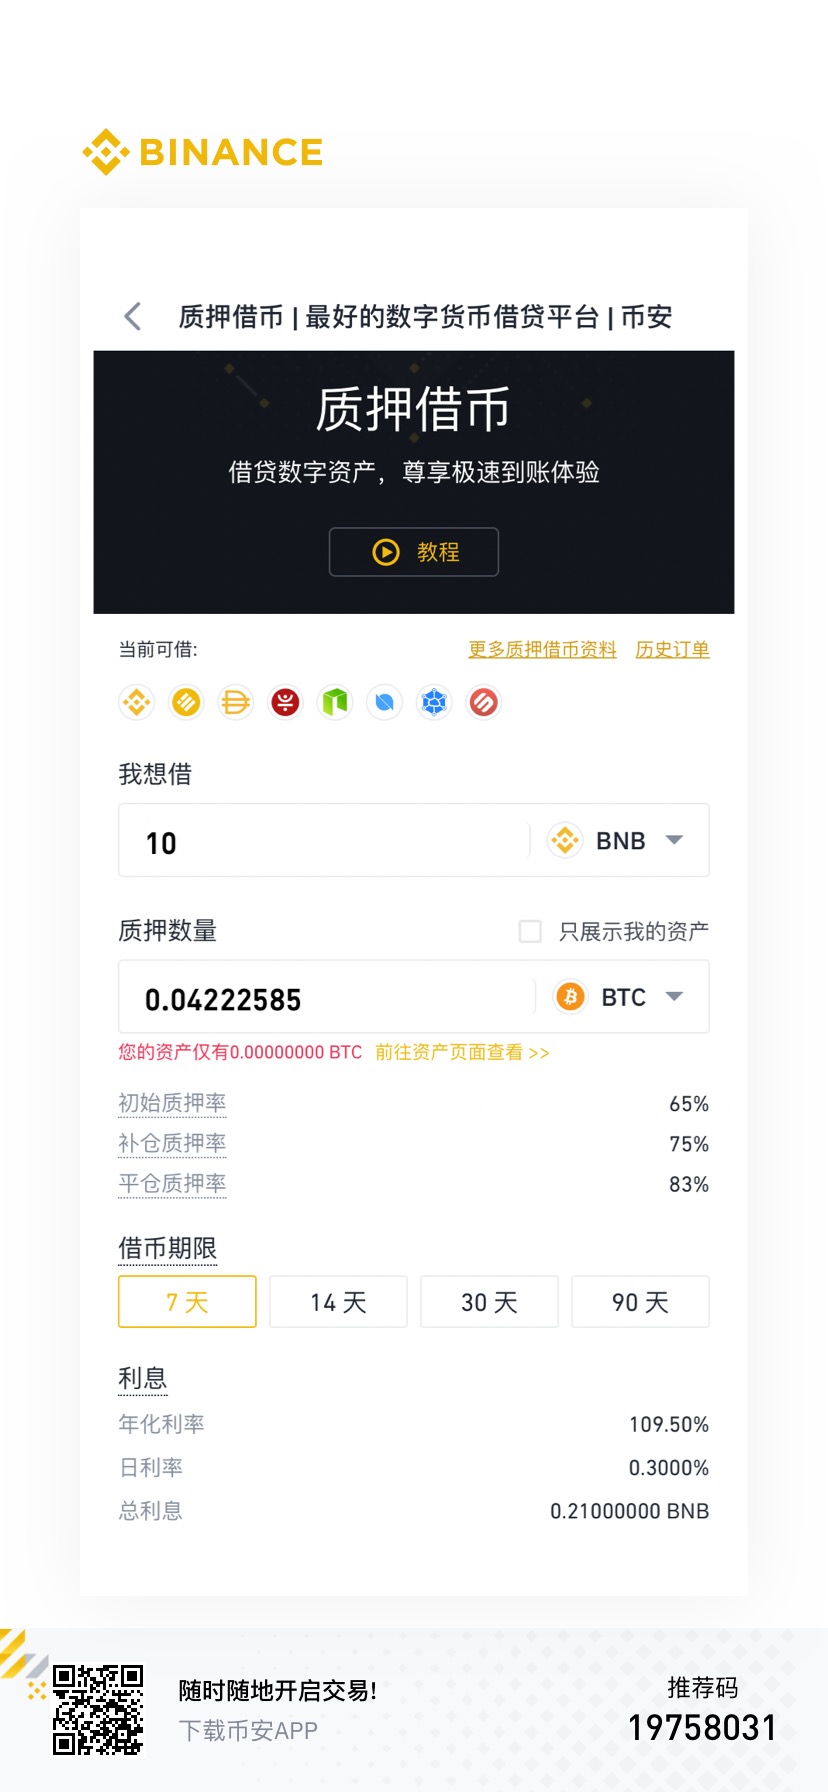 BINANCE
质押借币 | 最好的数字货币借贷平台 | 币安
质押借币
借贷数字资产，尊享极速到账体验
教程
当前可借: 更多质押借币资料 历史订单
我想借
10 BNB
质押数量 只展示我的资产
0.04222585 BTC
您的资产仅有0.00000000 BTC 前往资产页面查看 >>
初始质押率 65%
补仓质押率 75%
平仓质押率 83%
借币期限
7 天 14 天 30 天 90 天
利息
年化利率 109.50%
日利率 0.3000%
总利息 0.21000000 BNB
随时随地开启交易!
下载币安APP
推荐码
19758031